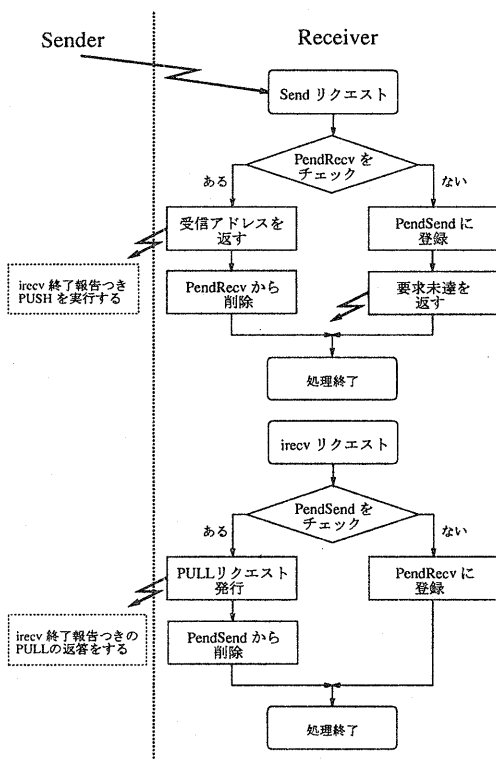 Sender
Receiver
Send リクエスト
PendRecv を
チェック
ある
ない
受信アドレスを
返す
PendSend に
登録
irecv 終了報告つき
PUSH を実行する
PendRecv から
削除
要求未達を
返す
処理終了
irecv リクエスト
PendSend を
チェック
ある
ない
PULLリクエスト
発行
PendRecv に
登録
irecv 終了報告つきの
PULLの返答をする
PendSend から
削除
処理終了